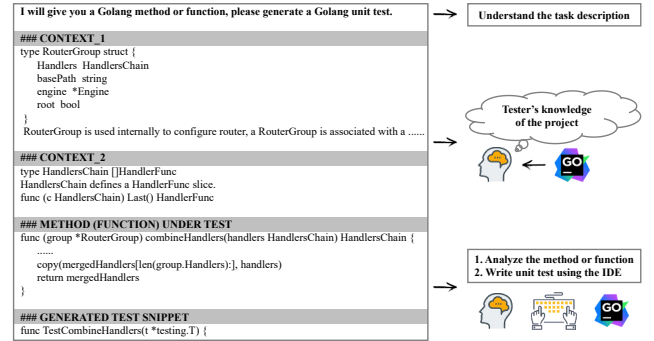 I will give you a Golang method or function, please generate a Golang unit test.
### CONTEXT_1
type RouterGroup struct {
Handlers HandlersChain
basePath string
engine *Engine
root bool
}
RouterGroup is used internally to configure router, a RouterGroup is associated with a ......
### CONTEXT_2
type HandlersChain []HandlerFunc
HandlersChain defines a HandlerFunc slice.
func (c HandlersChain) Last() HandlerFunc
### METHOD (FUNCTION) UNDER TEST
func (group *RouterGroup) combineHandlers(handlers HandlersChain) HandlersChain {
......
copy(mergedHandlers[len(group.Handlers):], handlers)
return mergedHandlers
}
### GENERATED TEST SNIPPET
func TestCombineHandlers(t *testing.T) {
Understand the task description
Tester's knowledge
of the project
GO
1. Analyze the method or function
2. Write unit test using the IDE
GO